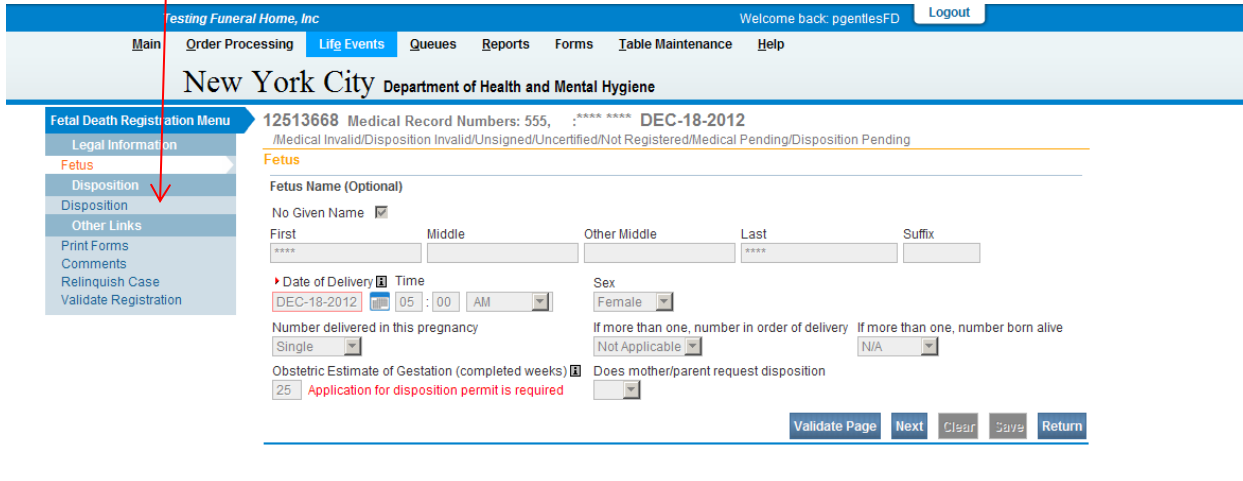 Testing Funeral Home, Inc Welcome back: pgentlesFD Logout
Main Order Processing Life Events Queues Reports Forms Table Maintenance Help
New York City Department of Health and Mental Hygiene
Fetal Death Registration Menu
Legal Information
Fetus
Disposition
Disposition
Other Links
Print Forms
Comments
Relinquish Case
Validate Registration
12513668 Medical Record Numbers: 555, :**** **** DEC-18-2012
/Medical Invalid/Disposition Invalid/Unsigned/Uncertified/Not Registered/Medical Pending/Disposition Pending
Fetus
Fetus Name (Optional)
No Given Name
First Middle Other Middle Last Suffix
**** ****
Date of Delivery Time Sex
DEC-18-2012 05 : 00 AM Female
Number delivered in this pregnancy If more than one, number in order of delivery If more than one, number born alive
Single Not Applicable N/A
Obstetric Estimate of Gestation (completed weeks) Does mother/parent request disposition
25 Application for disposition permit is required
Validate Page Next Clear Save Return